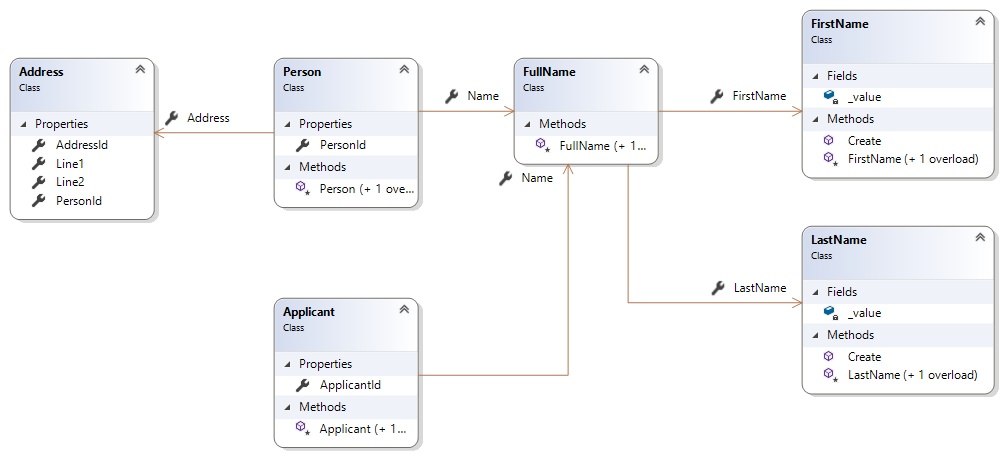 Address
Class
Properties
AddressId
Line1
Line2
PersonId
Address
Person
Class
Properties
PersonId
Methods
Person (+ 1 ove...
Name
FullName
Class
Methods
FullName (+ 1...
Name
FirstName
FirstName
Class
Fields
_value
Methods
Create
FirstName (+ 1 overload)
LastName
LastName
Class
Fields
_value
Methods
Create
LastName (+ 1 overload)
Applicant
Class
Properties
ApplicantId
Methods
Applicant (+ 1...